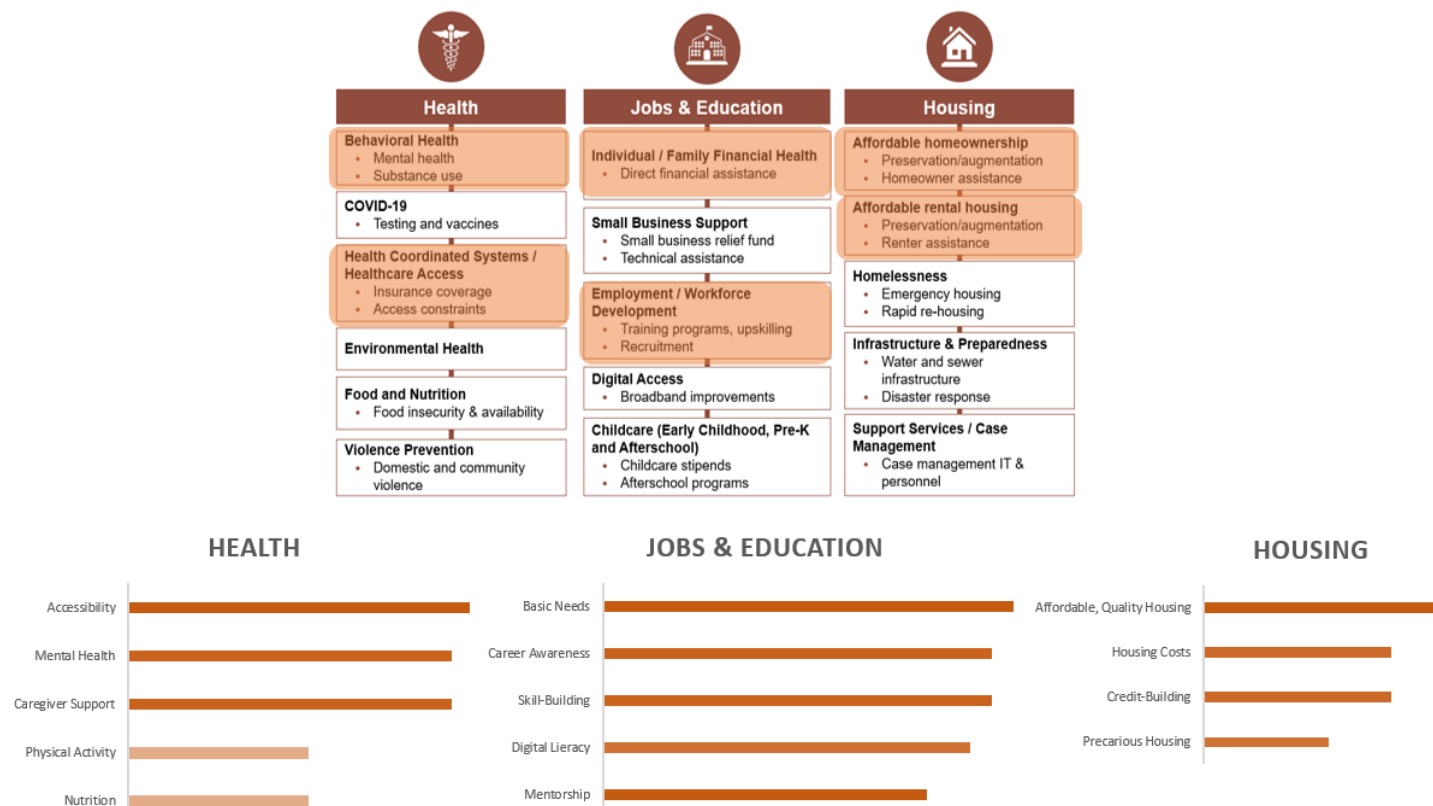 Health
Behavioral Health
• Mental health
• Substance use
COVID-19
• Testing and vaccines
Health Coordinated Systems /
Healthcare Access
• Insurance coverage
• Access constraints
Environmental Health
Food and Nutrition
• Food insecurity & availability
Violence Prevention
• Domestic and community
violence
Jobs & Education
Individual / Family Financial Health
• Direct financial assistance
Small Business Support
• Small business relief fund
• Technical assistance
Employment / Workforce
Development
• Training programs, upskilling
• Recruitment
Digital Access
• Broadband improvements
Childcare (Early Childhood, Pre-K
and Afterschool)
• Childcare stipends
• Afterschool programs
Housing
Affordable homeownership
• Preservation/augmentation
• Homeowner assistance
Affordable rental housing
• Preservation/augmentation
• Renter assistance
Homelessness
• Emergency housing
• Rapid re-housing
Infrastructure & Preparedness
• Water and sewer
infrastructure
• Disaster response
Support Services / Case
Management
• Case management IT &
personnel
HEALTH
Accessibility
Mental Health
Caregiver Support
Physical Activity
Nutrition
JOBS & EDUCATION
Basic Needs
Career Awareness
Skill-Building
Digital Lieracy
Mentorship
HOUSING
Affordable, Quality Housing
Housing Costs
Credit-Building
Precarious Housing